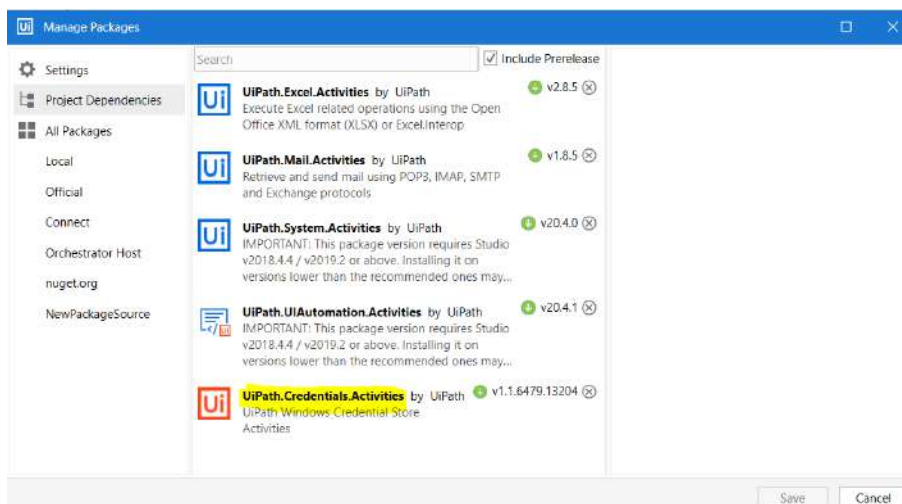 Ui Manage Packages
Settings
Project Dependencies
All Packages
Local
Official
Connect
Orchestrator Host
nuget.org
NewPackageSource
Search
Include Prerelease
Ui
UiPath.Excel.Activities by UiPath v2.8.5
Execute Excel related operations using the Open
Office XML format (XLSX) or Excel.Interop
Ui
UiPath.Mail.Activities by UiPath v1.8.5
Retrieve and send mail using POP3, IMAP, SMTP
and Exchange protocols
Ui
UiPath.System.Activities by UiPath v20.4.0
IMPORTANT: This package version requires Studio
v2018.4.4 / v2019.2 or above. Installing it on
versions lower than the recommended ones may...
Ui
UiPath.UIAutomation.Activities by UiPath v20.4.1
IMPORTANT: This package version requires Studio
v2018.4.4 / v2019.2 or above. Installing it on
versions lower than the recommended ones may...
Ui
UiPath.Credentials.Activities by UiPath v1.1.6479.13204
UiPath Windows Credential Store
Activities
Save
Cancel